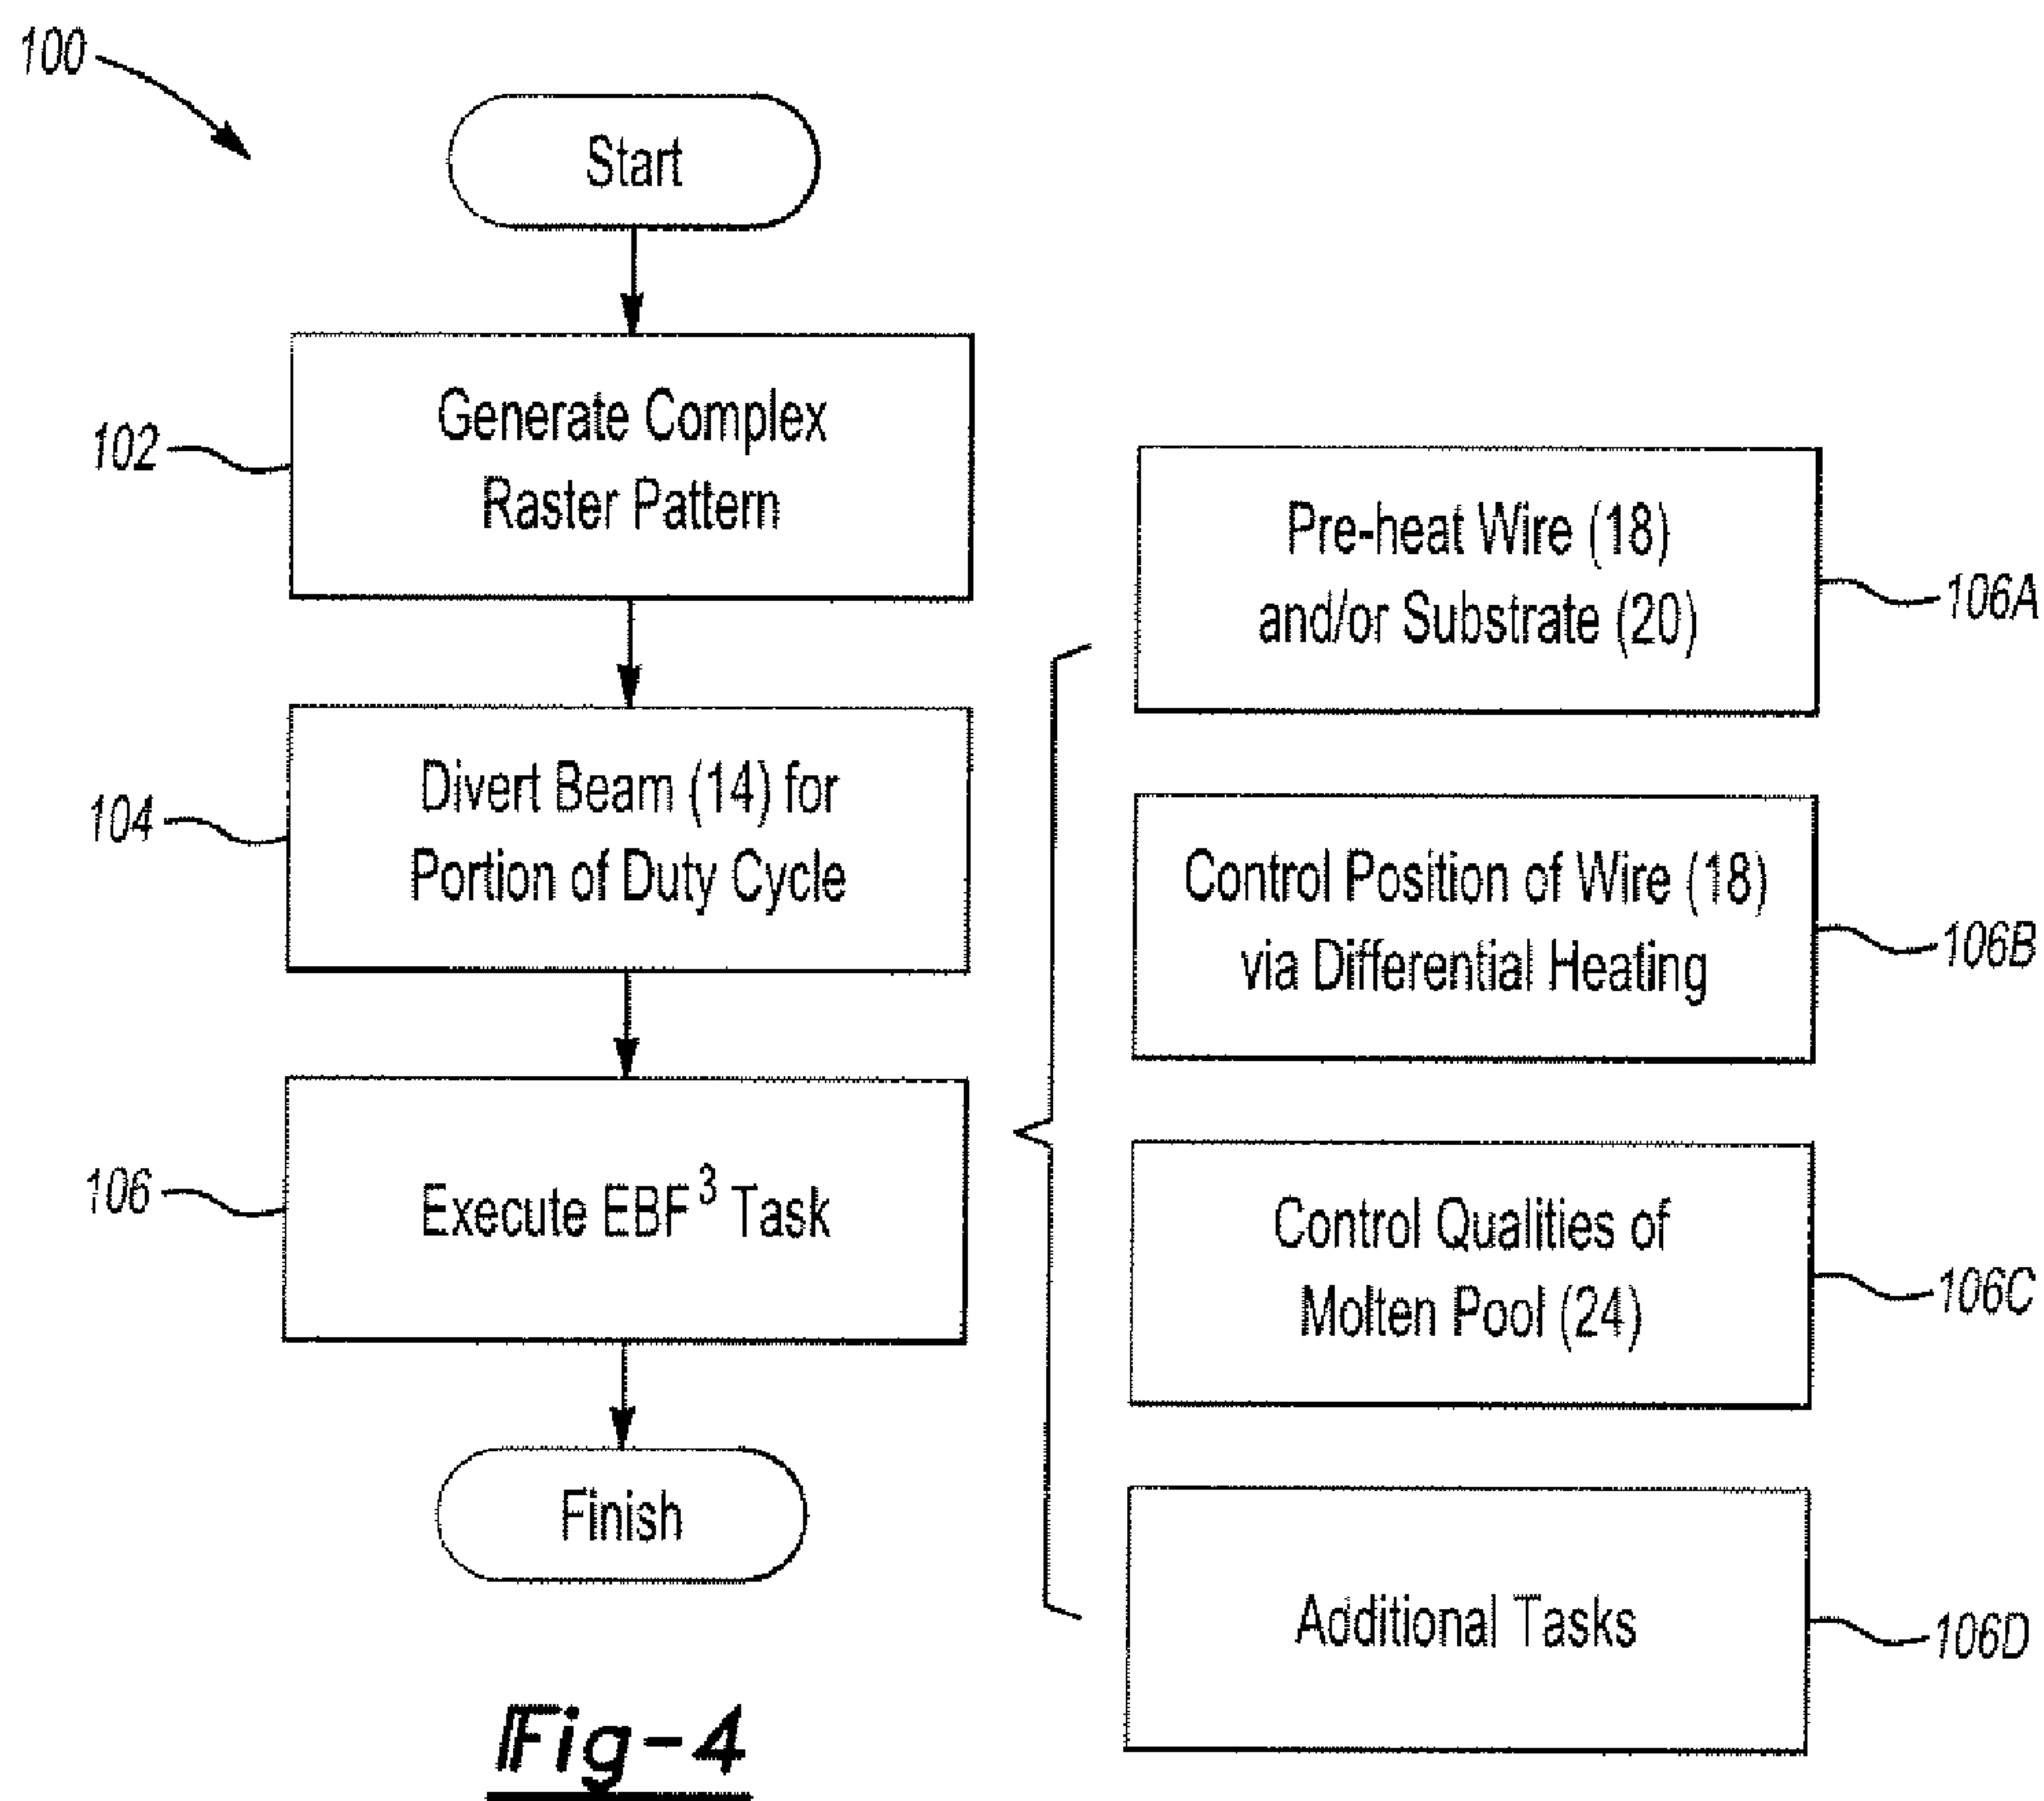 100
Start
102
Generate Complex
Raster Pattern
104
Divert Beam (14) for
Portion of Duty Cycle
106
Execute EBF³ Task
Finish
Pre-heat Wire (18)
and/or Substrate (20)
106A
Control Position of Wire (18)
via Differential Heating
106B
Control Qualities of
Molten Pool (24)
106C
Additional Tasks
106D
Fig-4